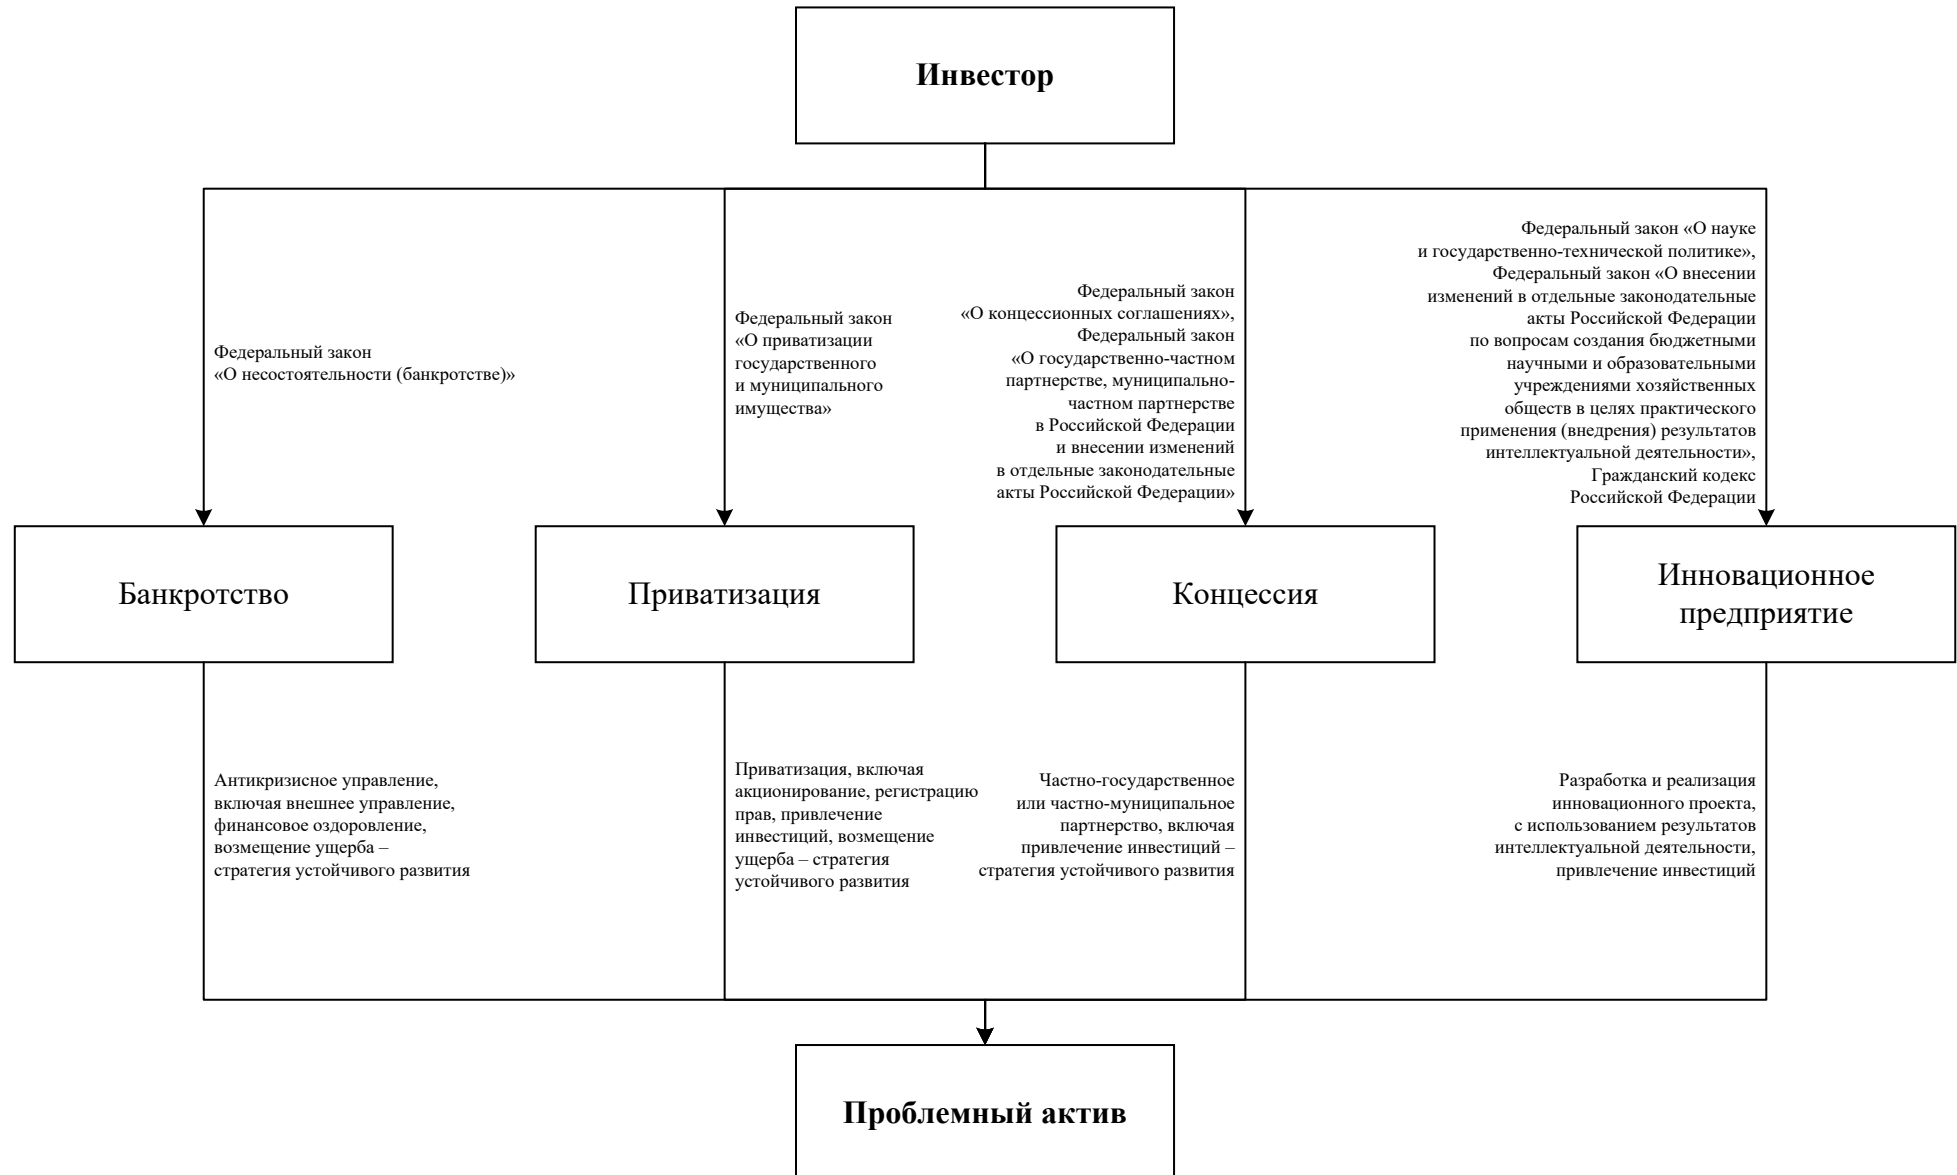 Инвестор
Федеральный закон
«О несостоятельности (банкротстве)»
Федеральный закон
«О приватизации
государственного
и муниципального
имущества»
Федеральный закон
«О концессионных соглашениях»,
Федеральный закон
«О государственно-частном
партнерстве, муниципально-
частном партнерстве
в Российской Федерации
и внесении изменений
в отдельные законодательные
акты Российской Федерации»
Федеральный закон «О науке
и государственно-технической политике»,
Федеральный закон «О внесении
изменений в отдельные законодательные
акты Российской Федерации
по вопросам создания бюджетными
научными и образовательными
учреждениями хозяйственных
обществ в целях практического
применения (внедрения) результатов
интеллектуальной деятельности»,
Гражданский кодекс
Российской Федерации
Банкротство
Приватизация
Концессия
Инновационное
предприятие
Антикризисное управление,
включая внешнее управление,
финансовое оздоровление,
возмещение ущерба –
стратегия устойчивого развития
Приватизация, включая
акционирование, регистрацию
прав, привлечение
инвестиций, возмещение
ущерба – стратегия
устойчивого развития
Частно-государственное
или частно-муниципальное
партнерство, включая
привлечение инвестиций –
стратегия устойчивого развития
Разработка и реализация
инновационного проекта,
с использованием результатов
интеллектуальной деятельности,
привлечение инвестиций
Проблемный актив